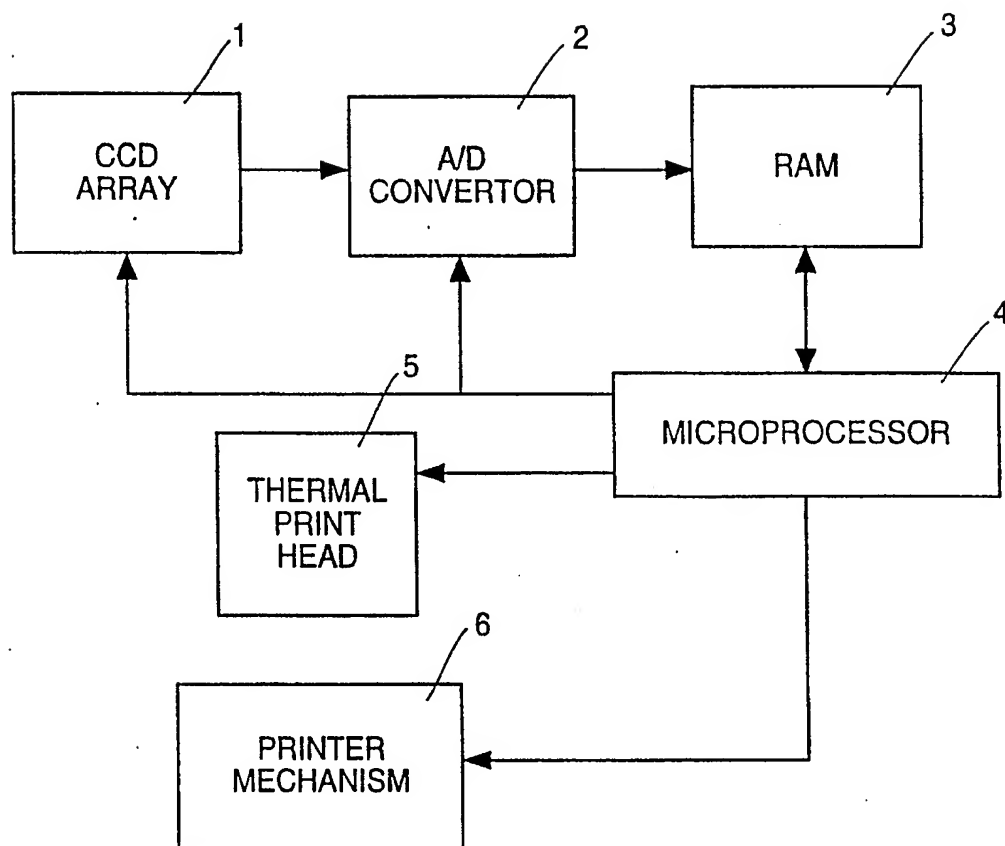 1
2
3
CCD
ARRAY
A/D
CONVERTOR
RAM
4
5
MICROPROCESSOR
THERMAL
PRINT
HEAD
6
PRINTER
MECHANISM